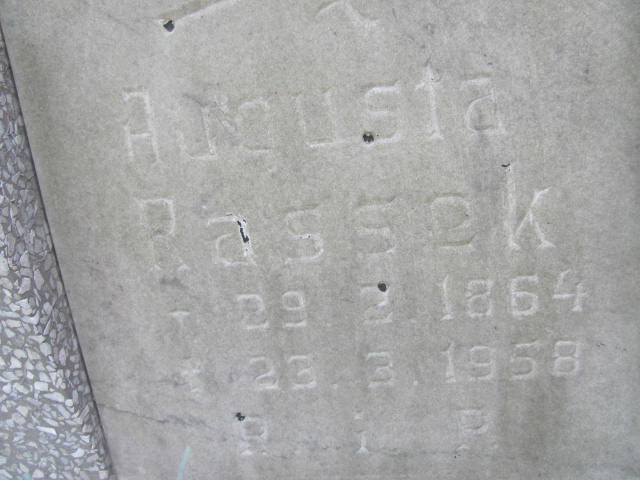 Augusta
Rassek
* 29. 2. 1864
† 23. 3. 1958
R. i P.